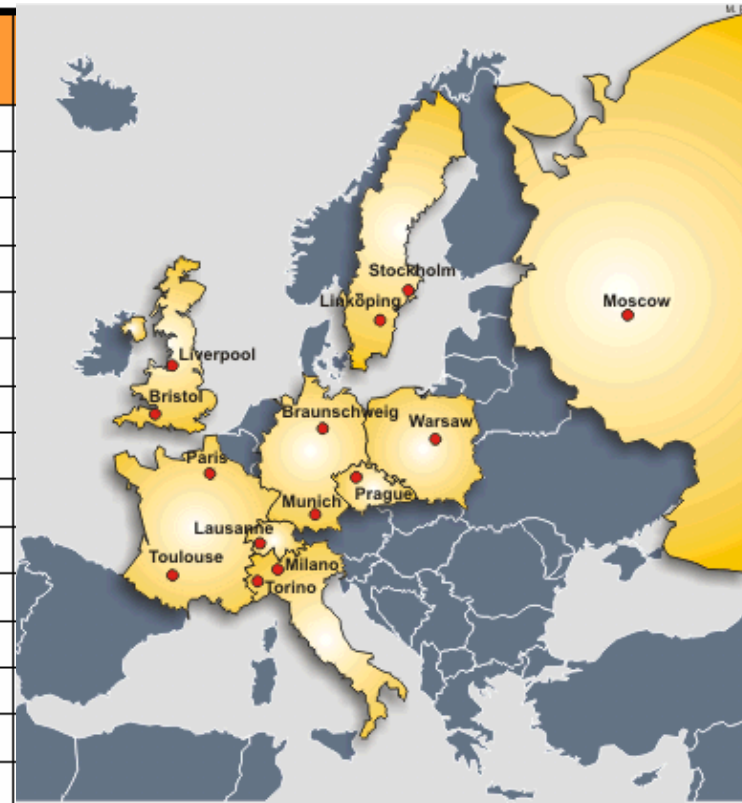 Stockholm
Linköping
Moscow
Liverpool
Bristol
Braunschweig
Warsaw
Paris
Prague
Munich
Lausanne
Toulouse
Milano
Torino